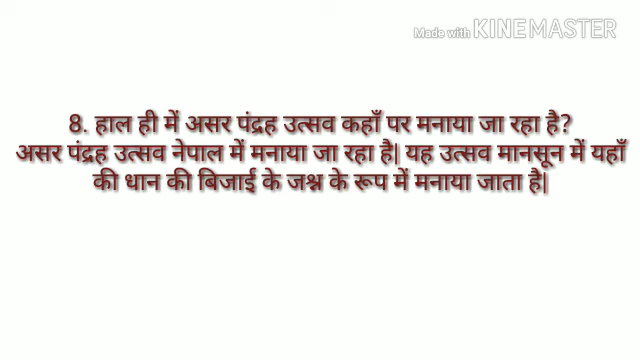 Made with KINEMASTER
8. हाल ही में असर पंद्रह उत्सव कहाँ पर मनाया जा रहा है?
असर पंद्रह उत्सव नेपाल में मनाया जा रहा है| यह उत्सव मानसून में यहाँ
की धान की बिजाई के जश्न के रूप में मनाया जाता है|